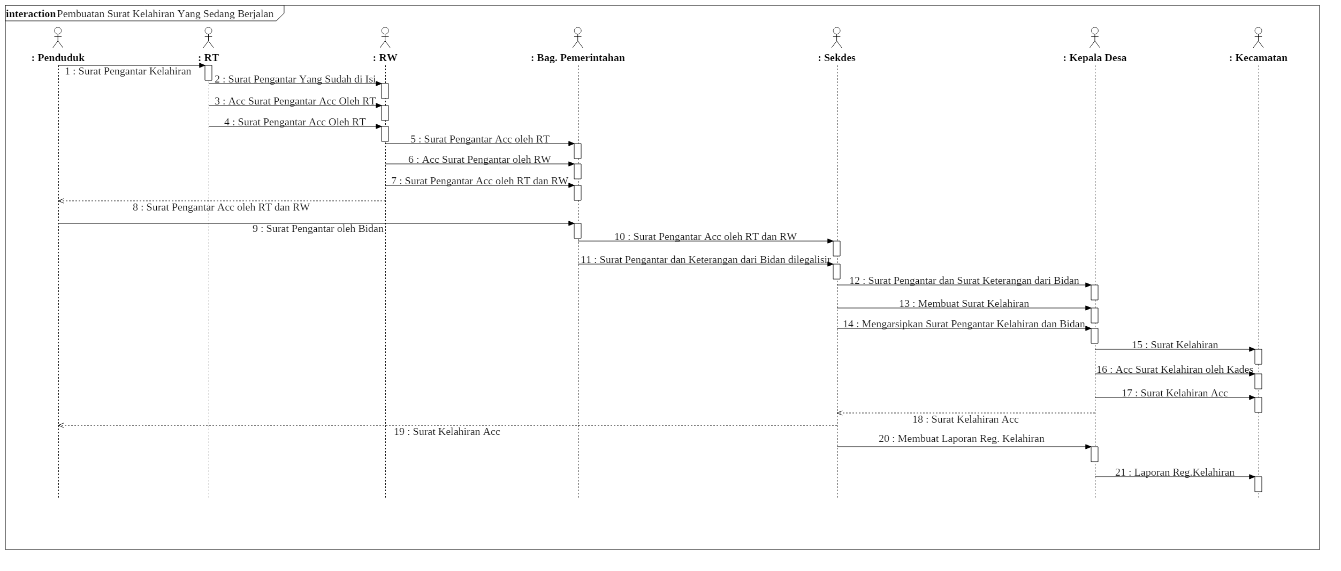 interaction Pembuatan Surat Kelahiran Yang Sedang Berjalan
: Penduduk : RT : RW : Bag. Pemerintahan : Sekdes : Kepala Desa : Kecamatan
1 : Surat Pengantar Kelahiran
2 : Surat Pengantar Yang Sudah di Isi
3 : Acc Surat Pengantar Acc Oleh RT
4 : Surat Pengantar Acc Oleh RT
5 : Surat Pengantar Acc oleh RT
6 : Acc Surat Pengantar oleh RW
7 : Surat Pengantar Acc oleh RT dan RW
8 : Surat Pengantar Acc oleh RT dan RW
9 : Surat Pengantar oleh Bidan
10 : Surat Pengantar Acc oleh RT dan RW
11 : Surat Pengantar dan Keterangan dari Bidan dilegalisir
12 : Surat Pengantar dan Surat Keterangan dari Bidan
13 : Membuat Surat Kelahiran
14 : Mengarsipkan Surat Pengantar Kelahiran dan Bidan
15 : Surat Kelahiran
16 : Acc Surat Kelahiran oleh Kades
17 : Surat Kelahiran Acc
18 : Surat Kelahiran Acc
19 : Surat Kelahiran Acc
20 : Membuat Laporan Reg. Kelahiran
21 : Laporan Reg.Kelahiran